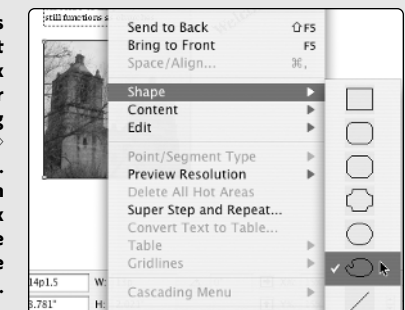 still functions
Send to Back ⇧F5
Bring to Front F5
Space/Align... ⌘,
Shape
Content
Edit
Point/Segment Type
Preview Resolution
Delete All Hot Areas
Super Step and Repeat...
Convert Text to Table...
Table
Gridlines
Cascading Menu
14p1.5 W:
3.781" H: